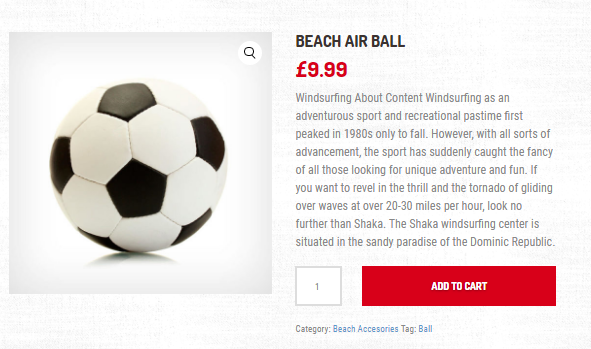 BEACH AIR BALL
£9.99
Windsurfing About Content Windsurfing as an
adventurous sport and recreational pastime first
peaked in 1980s only to fall. However, with all sorts of
advancement, the sport has suddenly caught the fancy
of all those looking for unique adventure and fun. If
you want to revel in the thrill and the tornado of gliding
over waves at over 20-30 miles per hour, look no
further than Shaka. The Shaka windsurfing center is
situated in the sandy paradise of the Dominic Republic.
1
ADD TO CART
Category: Beach Accesories Tag: Ball